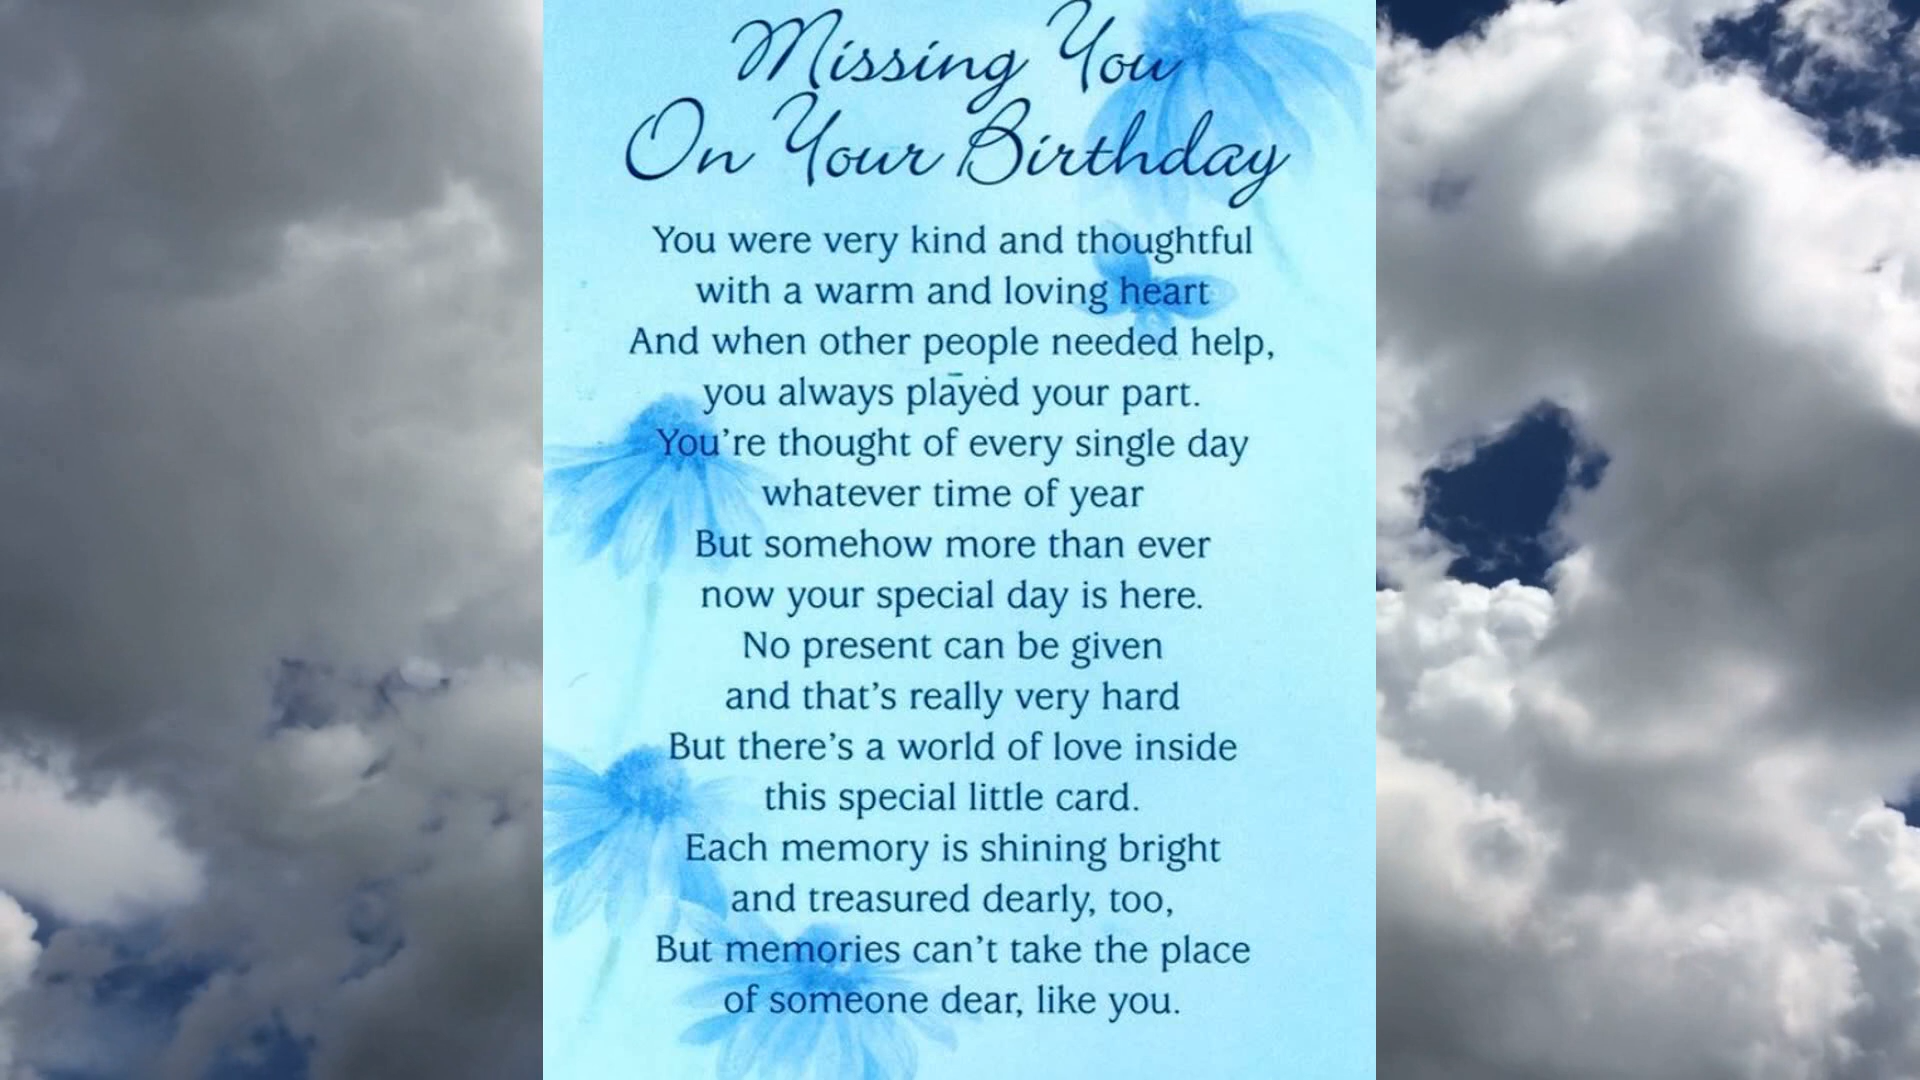 Missing You
On Your Birthday
You were very kind and thoughtful
with a warm and loving heart
And when other people needed help,
you always played your part.
You're thought of every single day
whatever time of year
But somehow more than ever
now your special day is here.
No present can be given
and that's really very hard
But there's a world of love inside
this special little card.
Each memory is shining bright
and treasured dearly, too,
But memories can't take the place
of someone dear, like you.